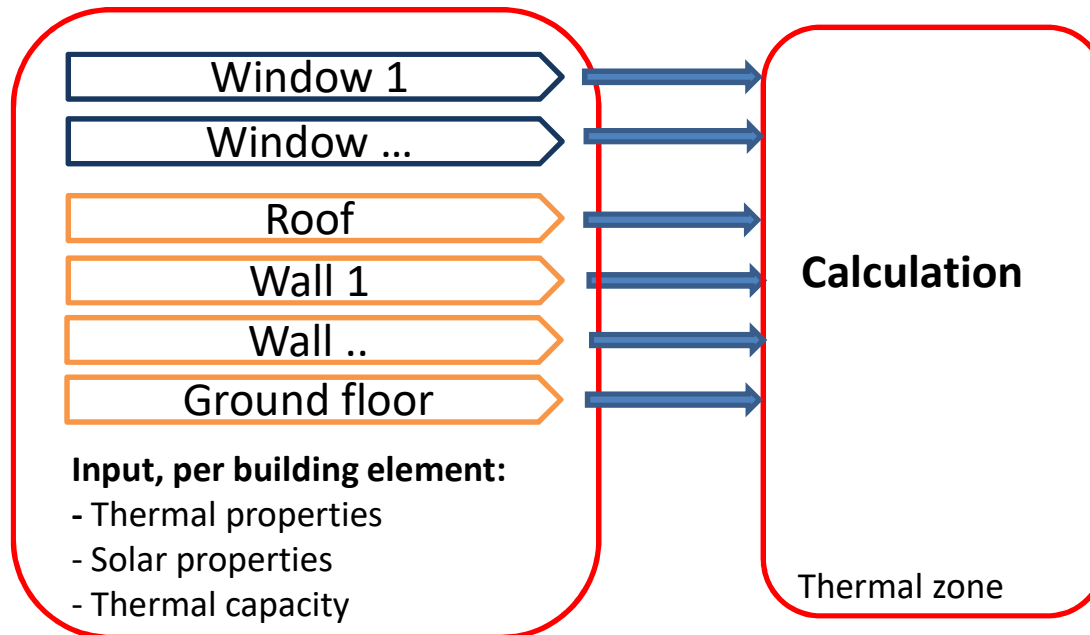 Window 1
Window ...
Roof
Wall 1
Wall ..
Ground floor
Input, per building element:
- Thermal properties
- Solar properties
- Thermal capacity
Calculation
Thermal zone